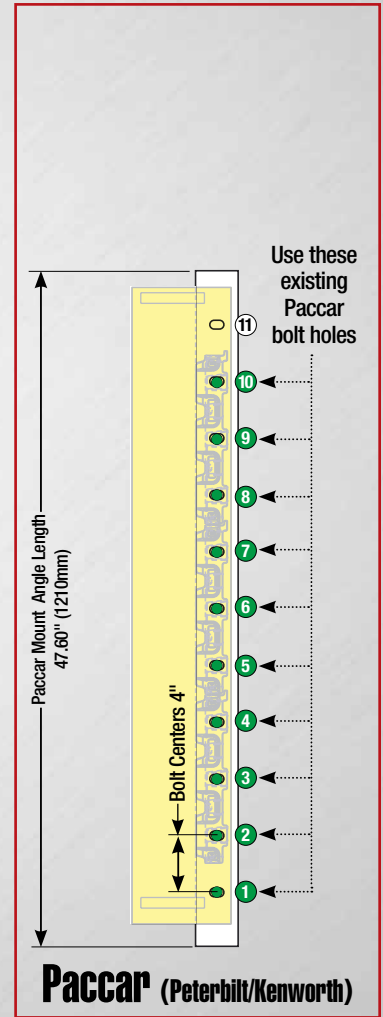 Use these
existing
Paccar
bolt holes
11
10
9
8
7
6
5
4
3
2
1
Paccar Mount Angle Length
47.60" (1210mm)
Bolt Centers 4"
Paccar (Peterbilt/Kenworth)